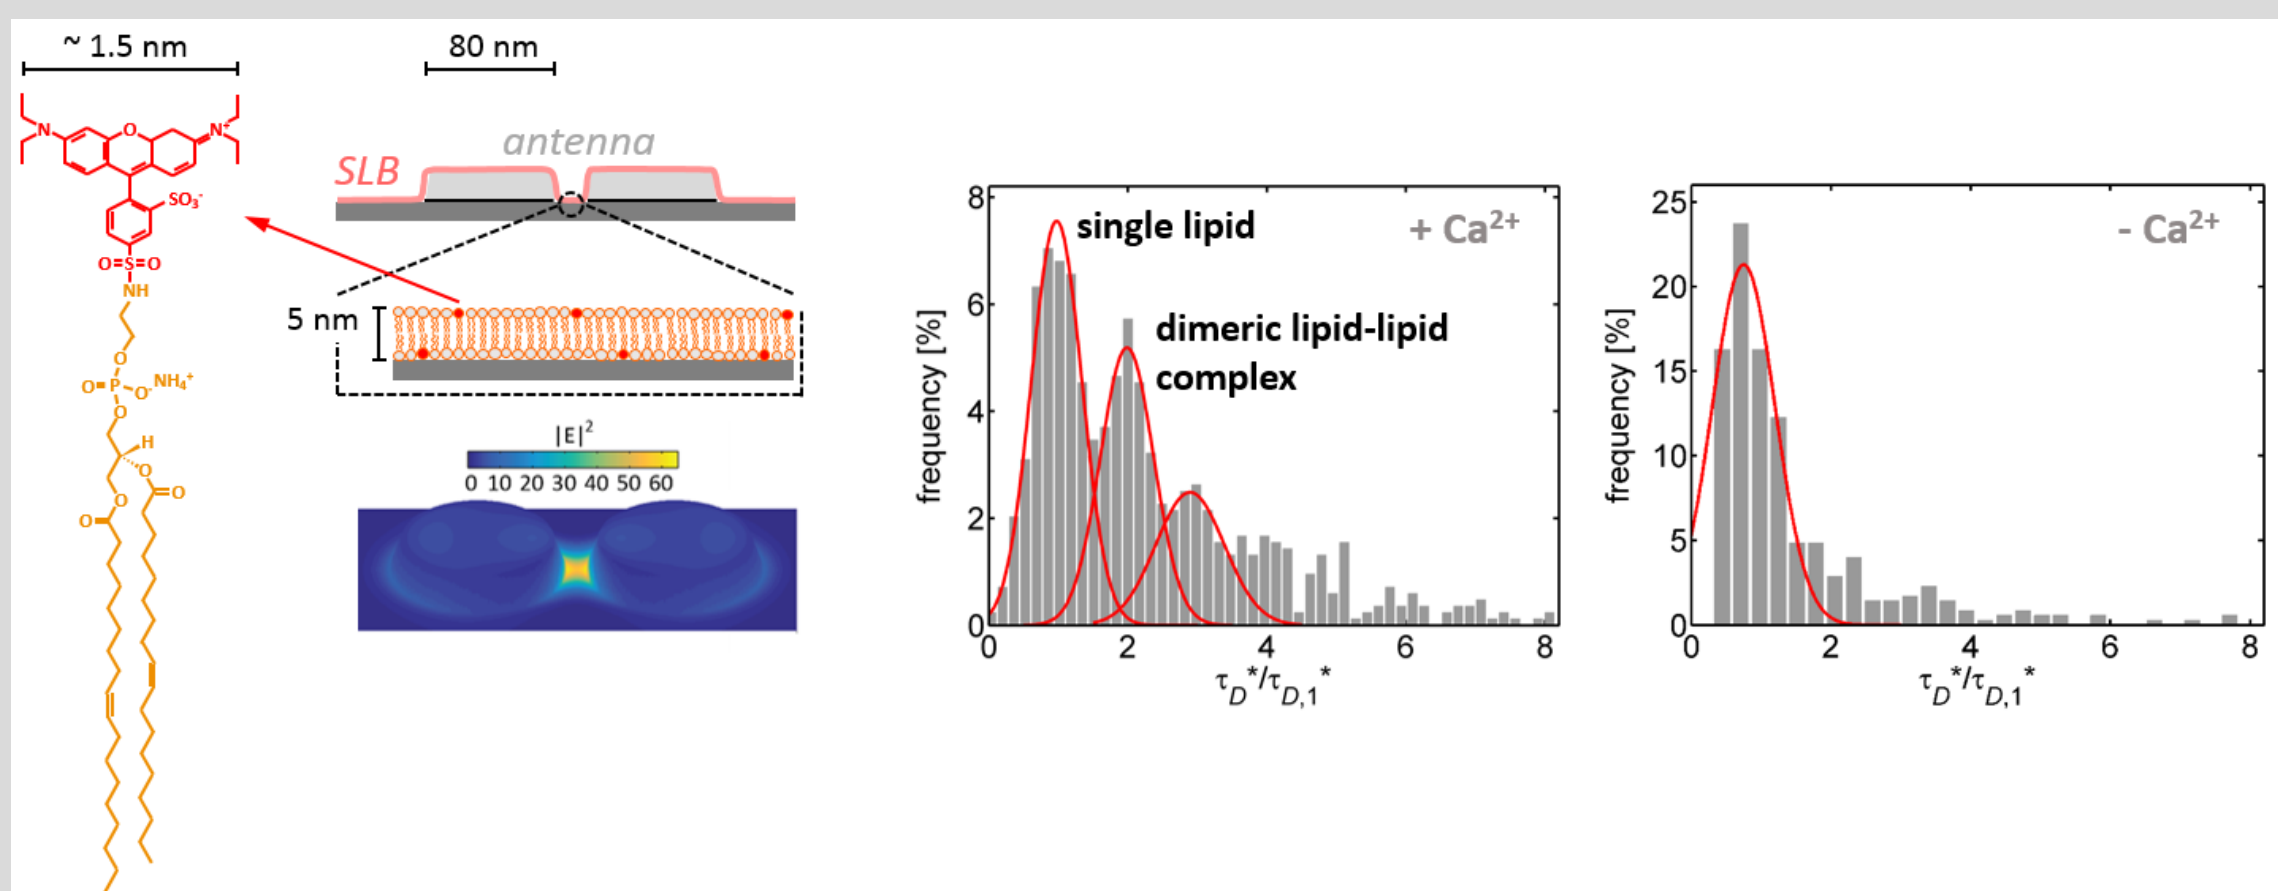 ~ 1.5 nm
80 nm
N
O
N⁺
SO₃⁻
O=S=O
NH
O
O=P-O⁻ NH₄⁺
O
H
O
O
O
O
antenna
SLB
5 nm
|E|²
0 10 20 30 40 50 60
+ Ca²⁺
single lipid
dimeric lipid-lipid
complex
frequency [%]
8
6
4
2
0
0 2 4 6 8
τD*/τD,1*
- Ca²⁺
frequency [%]
25
20
15
10
5
0
0 2 4 6 8
τD*/τD,1*